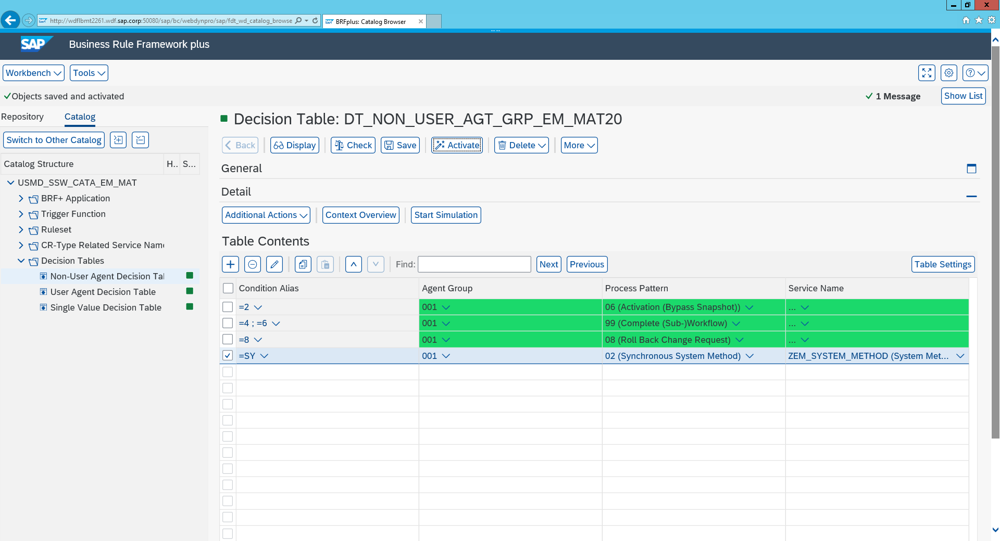 http://wdflbmt2261.wdf.sap.corp:50080/sap/bc/webdynpro/sap/fdt_wd_catalog_browse
BRFplus: Catalog Browser
SAP Business Rule Framework plus
Workbench Tools
Objects saved and activated 1 Message Show List
Repository Catalog
Switch to Other Catalog
Catalog Structure H.. S...
USMD_SSW_CATA_EM_MAT
BRF+ Application
Trigger Function
Ruleset
CR-Type Related Service Name
Decision Tables
Non-User Agent Decision Tal
User Agent Decision Table
Single Value Decision Table
Decision Table: DT_NON_USER_AGT_GRP_EM_MAT20
Back Display Check Save Activate Delete More
General
Detail
Additional Actions Context Overview Start Simulation
Table Contents
Find: Next Previous Table Settings
Condition Alias Agent Group Process Pattern Service Name
=2 001 06 (Activation (Bypass Snapshot)) ...
=4 ; =6 001 99 (Complete (Sub-)Workflow) ...
=8 001 08 (Roll Back Change Request) ...
=SY 001 02 (Synchronous System Method) ZEM_SYSTEM_METHOD (System Met...